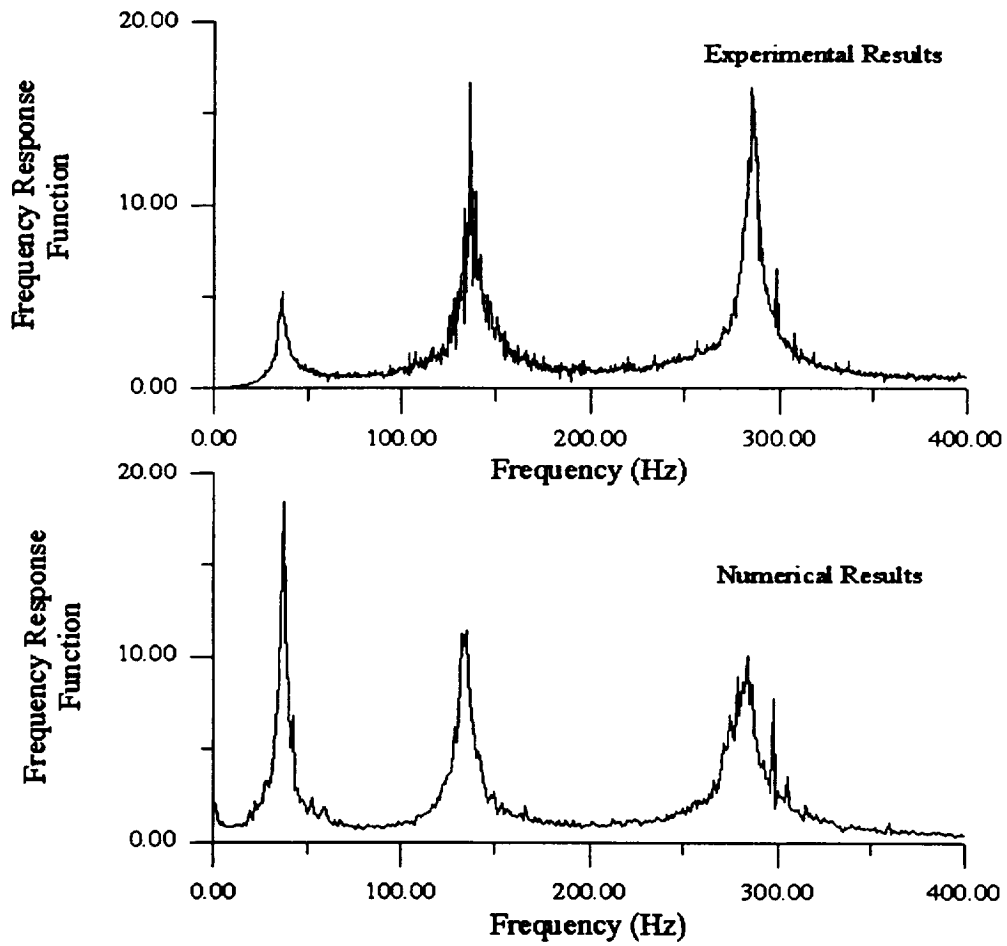 20.00
Experimental Results
Frequency Response
Function
10.00
0.00
0.00 100.00 200.00 300.00 400.00
Frequency (Hz)
20.00
Numerical Results
Frequency Response
Function
10.00
0.00
0.00 100.00 200.00 300.00 400.00
Frequency (Hz)